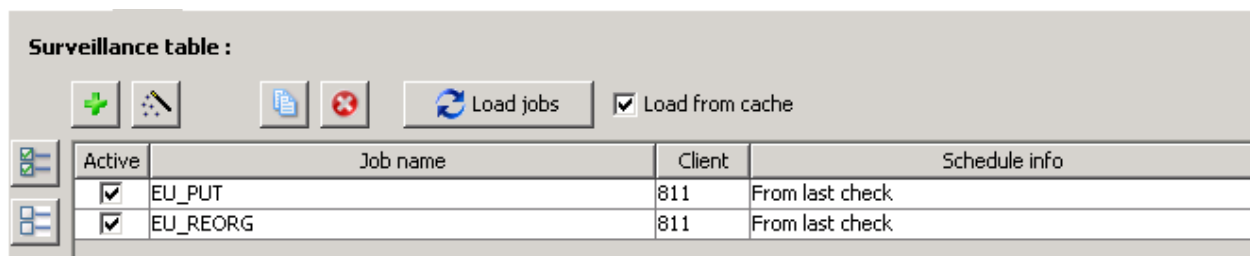 Surveillance table :
Load jobs Load from cache
Active Job name Client Schedule info
EU_PUT 811 From last check
EU_REORG 811 From last check